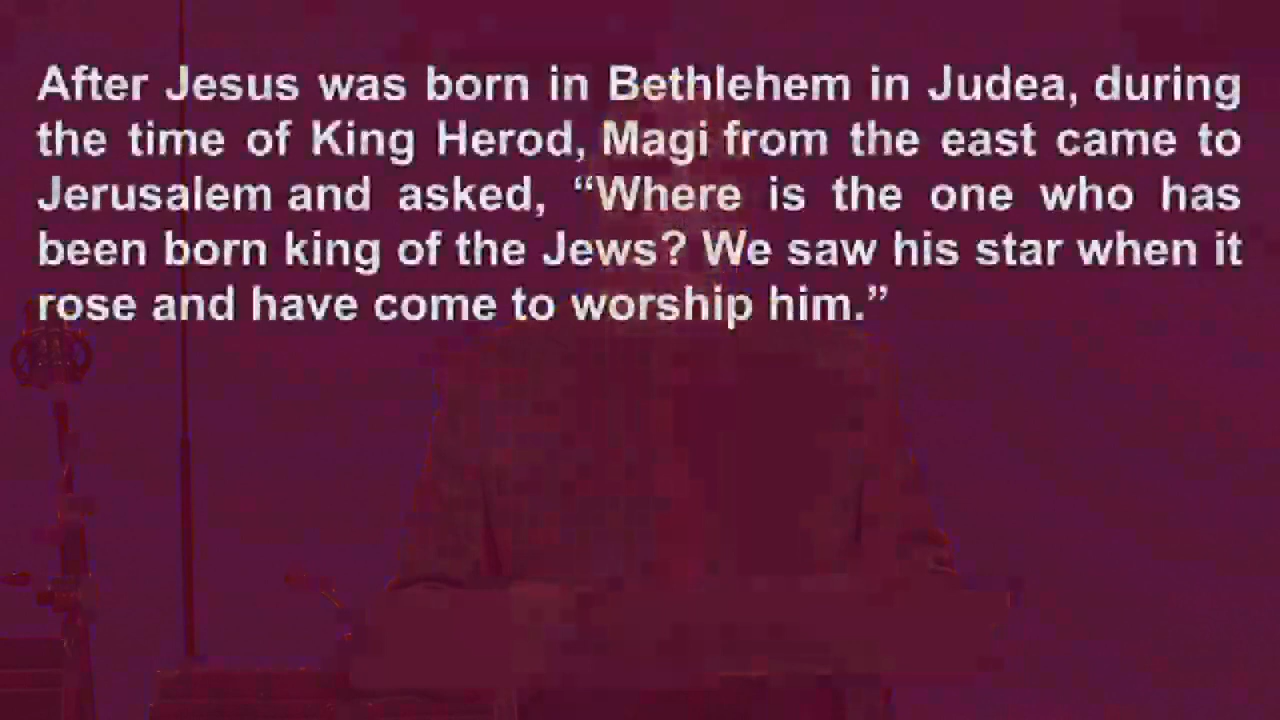 After Jesus was born in Bethlehem in Judea, during
the time of King Herod, Magi from the east came to
Jerusalem and asked, “Where is the one who has
been born king of the Jews? We saw his star when it
rose and have come to worship him.”